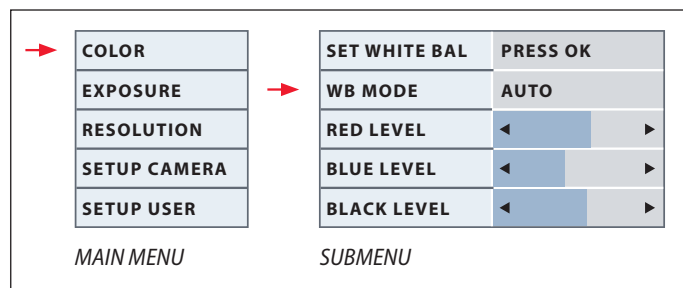 COLOR
EXPOSURE
RESOLUTION
SETUP CAMERA
SETUP USER
MAIN MENU
SET WHITE BAL PRESS OK
WB MODE AUTO
RED LEVEL
BLUE LEVEL
BLACK LEVEL
SUBMENU